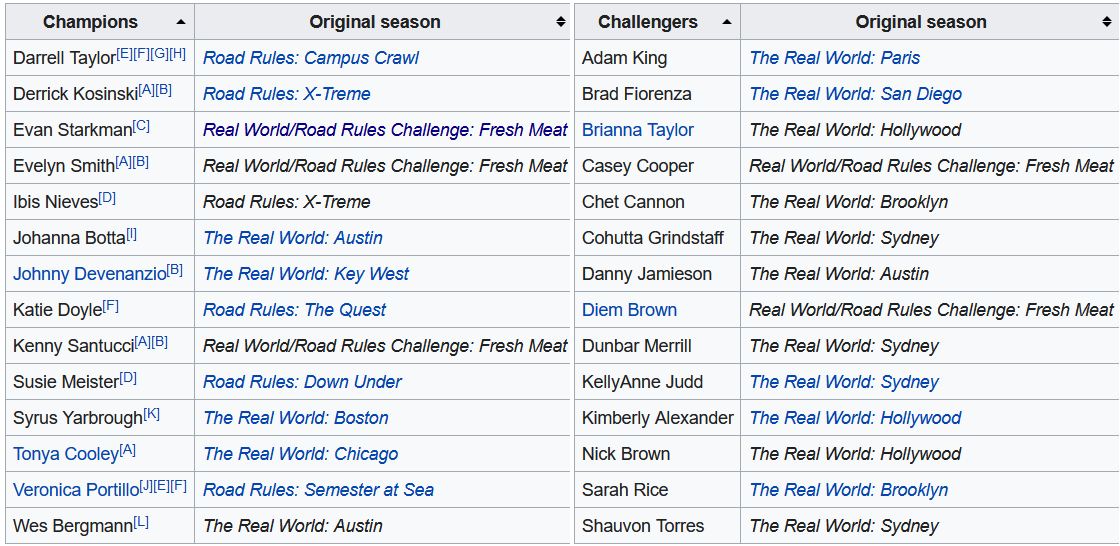 Champions Original season Challengers Original season
Darrell Taylor[E][F][G][H] Road Rules: Campus Crawl Adam King The Real World: Paris
Derrick Kosinski[A][B] Road Rules: X-Treme Brad Fiorenza The Real World: San Diego
Evan Starkman[C] Real World/Road Rules Challenge: Fresh Meat Brianna Taylor The Real World: Hollywood
Evelyn Smith[A][B] Real World/Road Rules Challenge: Fresh Meat Casey Cooper Real World/Road Rules Challenge: Fresh Meat
Ibis Nieves[D] Road Rules: X-Treme Chet Cannon The Real World: Brooklyn
Johanna Botta[I] The Real World: Austin Cohutta Grindstaff The Real World: Sydney
Johnny Devenanzio[B] The Real World: Key West Danny Jamieson The Real World: Austin
Katie Doyle[F] Road Rules: The Quest Diem Brown Real World/Road Rules Challenge: Fresh Meat
Kenny Santucci[A][B] Real World/Road Rules Challenge: Fresh Meat Dunbar Merrill The Real World: Sydney
Susie Meister[D] Road Rules: Down Under KellyAnne Judd The Real World: Sydney
Syrus Yarbrough[K] The Real World: Boston Kimberly Alexander The Real World: Hollywood
Tonya Cooley[A] The Real World: Chicago Nick Brown The Real World: Hollywood
Veronica Portillo[J][E][F] Road Rules: Semester at Sea Sarah Rice The Real World: Brooklyn
Wes Bergmann[L] The Real World: Austin Shauvon Torres The Real World: Sydney